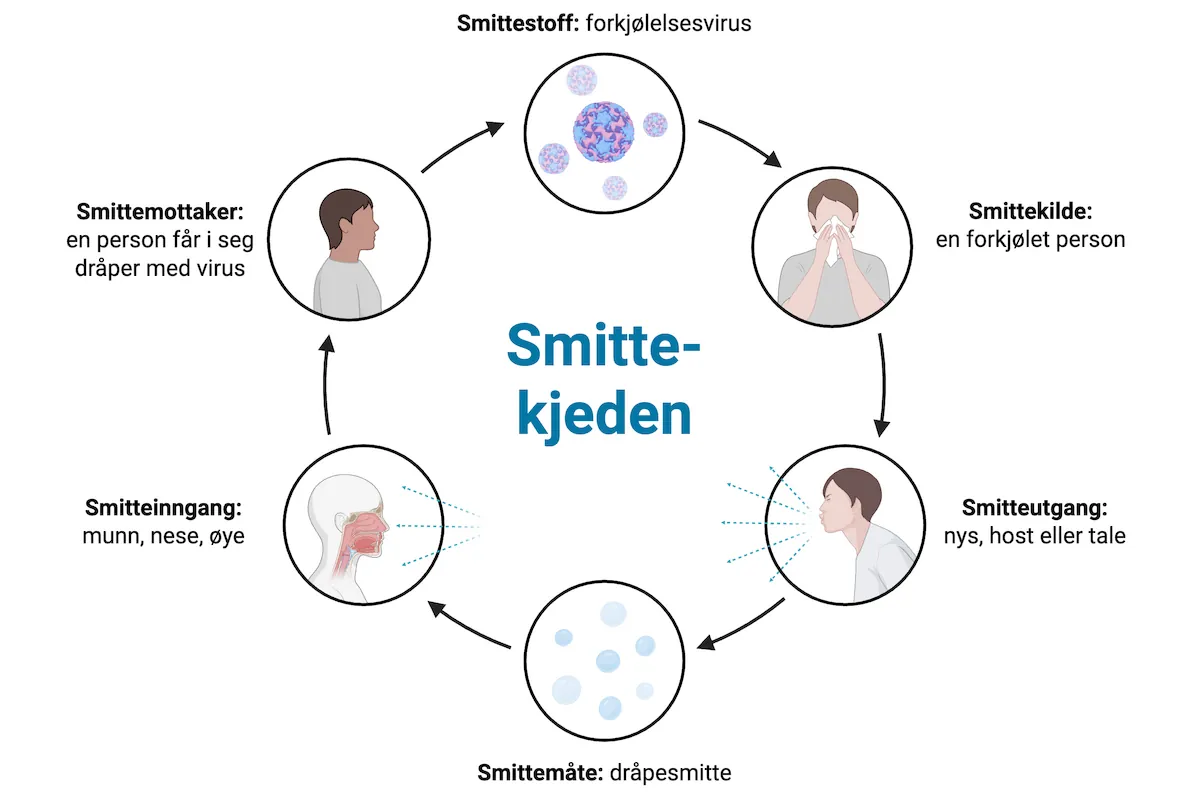 Smittestoff: forkjølelsesvirus
Smittekilde:
en forkjølet person
Smitteutgang:
nys, host eller tale
Smittemåte: dråpesmitte
Smitteinngang:
munn, nese, øye
Smittemottaker:
en person får i seg
dråper med virus
Smitte-
kjeden